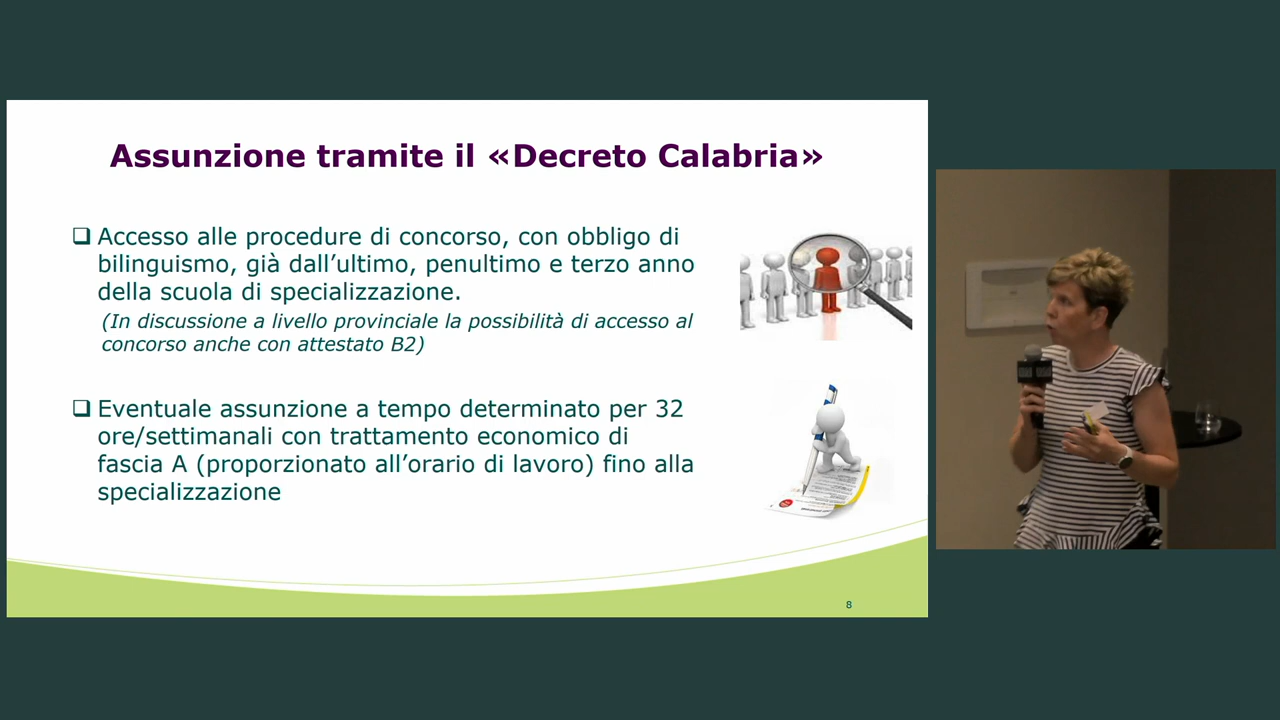 Assunzione tramite il «Decreto Calabria»
❑ Accesso alle procedure di concorso, con obbligo di
bilinguismo, già dall’ultimo, penultimo e terzo anno
della scuola di specializzazione.
(In discussione a livello provinciale la possibilità di accesso al
concorso anche con attestato B2)
❑ Eventuale assunzione a tempo determinato per 32
ore/settimanali con trattamento economico di
fascia A (proporzionato all’orario di lavoro) fino alla
specializzazione
8